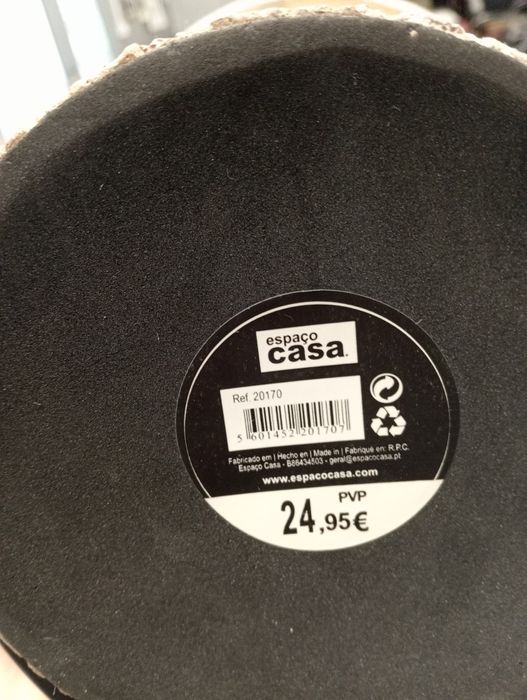 espaço
casa.
Ref. 20170
5 601452 201707
Fabricado em | Hecho en | Made in | Fabriqué en: R.P.C.
Espaço Casa - B86434503 - geral@espacocasa.pt
www.espacocasa.com
PVP
24,95€